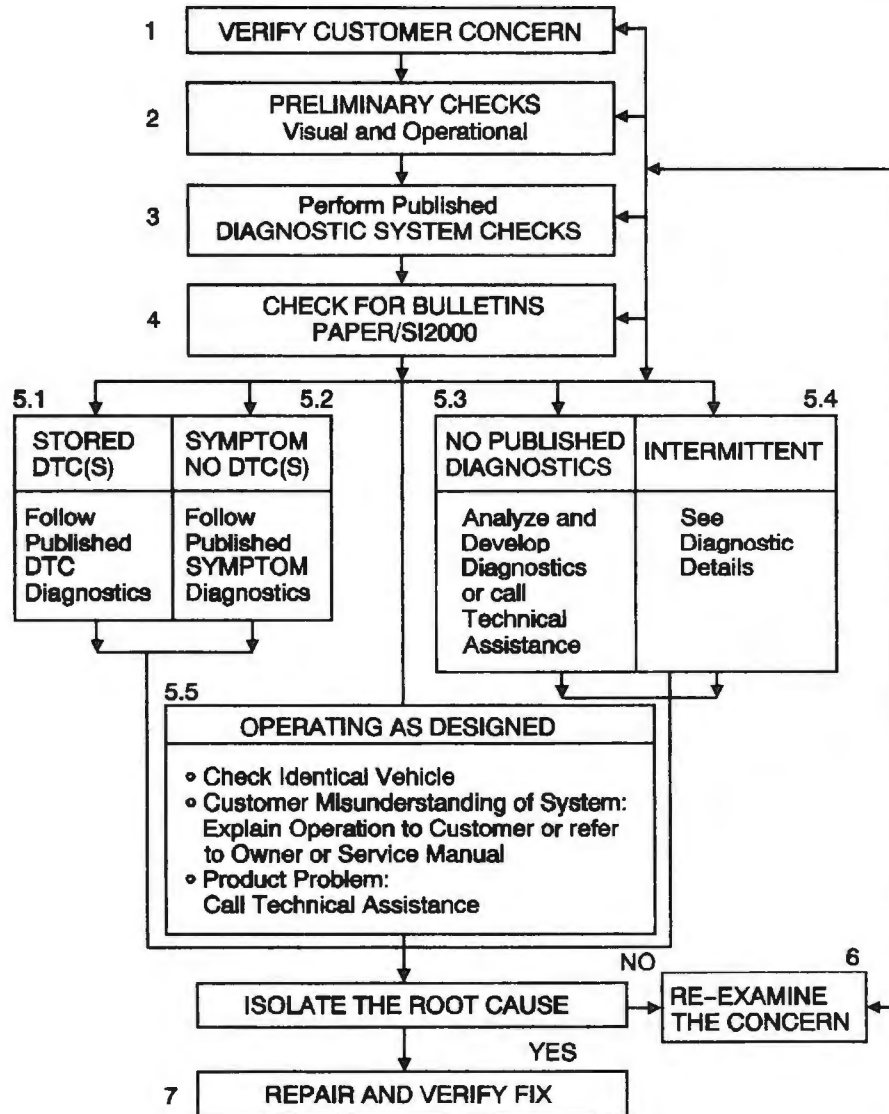 1
VERIFY CUSTOMER CONCERN
2
PRELIMINARY CHECKS
Visual and Operational
3
Perform Published
DIAGNOSTIC SYSTEM CHECKS
4
CHECK FOR BULLETINS
PAPER/SI2000
5.1
STORED
DTC(S)
Follow
Published
DTC
Diagnostics
5.2
SYMPTOM
NO DTC(S)
Follow
Published
SYMPTOM
Diagnostics
5.3
NO PUBLISHED
DIAGNOSTICS
Analyze and
Develop
Diagnostics
or call
Technical
Assistance
5.4
INTERMITTENT
See
Diagnostic
Details
5.5
OPERATING AS DESIGNED
• Check Identical Vehicle
• Customer Misunderstanding of System:
Explain Operation to Customer or refer
to Owner or Service Manual
• Product Problem:
Call Technical Assistance
ISOLATE THE ROOT CAUSE
NO
6
RE-EXAMINE
THE CONCERN
YES
7
REPAIR AND VERIFY FIX